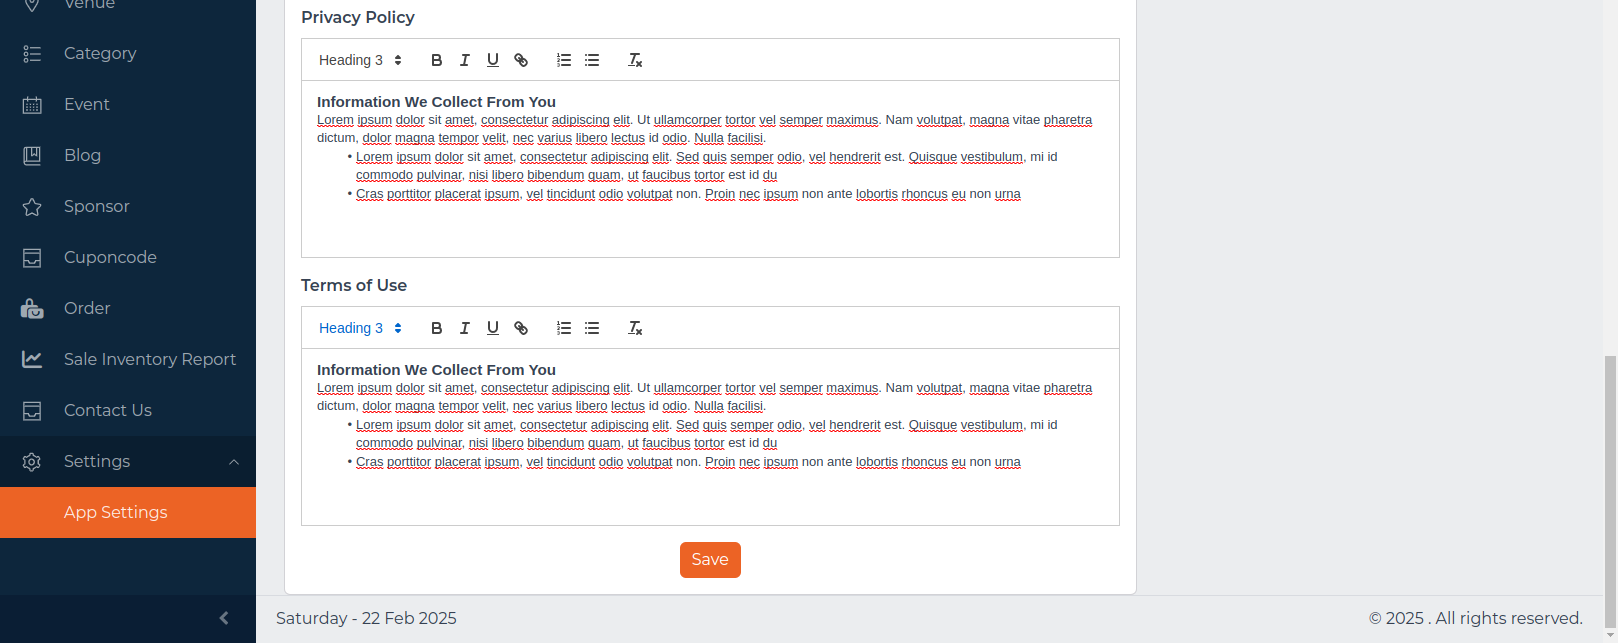 Venue
Category
Event
Blog
Sponsor
Cuponcode
Order
Sale Inventory Report
Contact Us
Settings
App Settings
Privacy Policy
Heading 3
Information We Collect From You
Lorem ipsum dolor sit amet, consectetur adipiscing elit. Ut ullamcorper tortor vel semper maximus. Nam volutpat, magna vitae pharetra
dictum, dolor magna tempor velit, nec varius libero lectus id odio. Nulla facilisi.
• Lorem ipsum dolor sit amet, consectetur adipiscing elit. Sed quis semper odio, vel hendrerit est. Quisque vestibulum, mi id
commodo pulvinar, nisi libero bibendum quam, ut faucibus tortor est id du
• Cras porttitor placerat ipsum, vel tincidunt odio volutpat non. Proin nec ipsum non ante lobortis rhoncus eu non urna
Terms of Use
Heading 3
Information We Collect From You
Lorem ipsum dolor sit amet, consectetur adipiscing elit. Ut ullamcorper tortor vel semper maximus. Nam volutpat, magna vitae pharetra
dictum, dolor magna tempor velit, nec varius libero lectus id odio. Nulla facilisi.
• Lorem ipsum dolor sit amet, consectetur adipiscing elit. Sed quis semper odio, vel hendrerit est. Quisque vestibulum, mi id
commodo pulvinar, nisi libero bibendum quam, ut faucibus tortor est id du
• Cras porttitor placerat ipsum, vel tincidunt odio volutpat non. Proin nec ipsum non ante lobortis rhoncus eu non urna
Save
Saturday - 22 Feb 2025
© 2025 . All rights reserved.